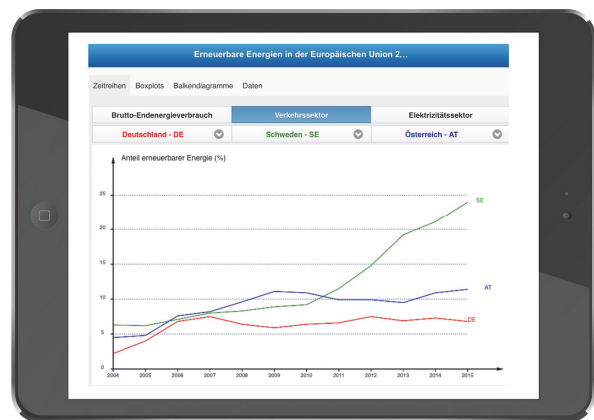 Erneuerbare Energien in der Europäischen Union 2...
Zeitreihen Boxplots Balkendiagramme Daten
Brutto-Endenergieverbrauch Verkehrssektor Elektrizitätssektor
Deutschland - DE Schweden - SE Österreich - AT
Anteil erneuerbarer Energie (%)
25
SE
20
15
AT
10
DE
5
0
2004 2005 2006 2007 2008 2009 2010 2011 2012 2013 2014 2015